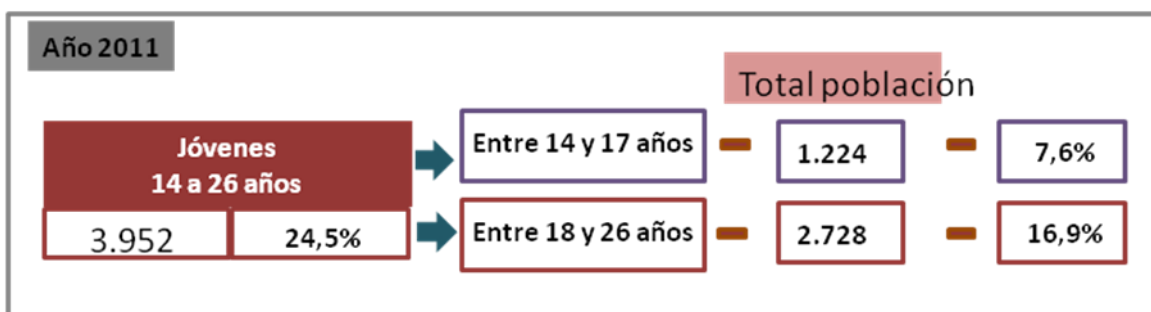 Año 2011
Total población
Jóvenes
14 a 26 años
3.952 24,5%
Entre 14 y 17 años 1.224 7,6%
Entre 18 y 26 años 2.728 16,9%